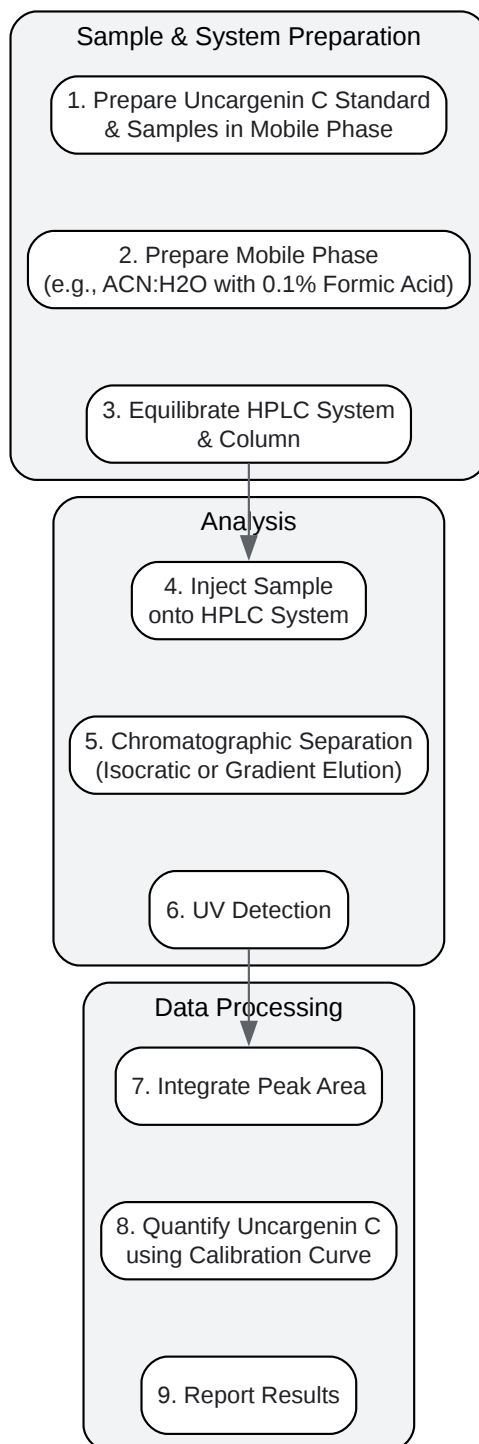 Sample & System Preparation
1. Prepare Uncargenin C Standard
& Samples in Mobile Phase
2. Prepare Mobile Phase
(e.g., ACN:H2O with 0.1% Formic Acid)
3. Equilibrate HPLC System
& Column
Analysis
4. Inject Sample
onto HPLC System
5. Chromatographic Separation
(Isocratic or Gradient Elution)
6. UV Detection
Data Processing
7. Integrate Peak Area
8. Quantify Uncargenin C
using Calibration Curve
9. Report Results